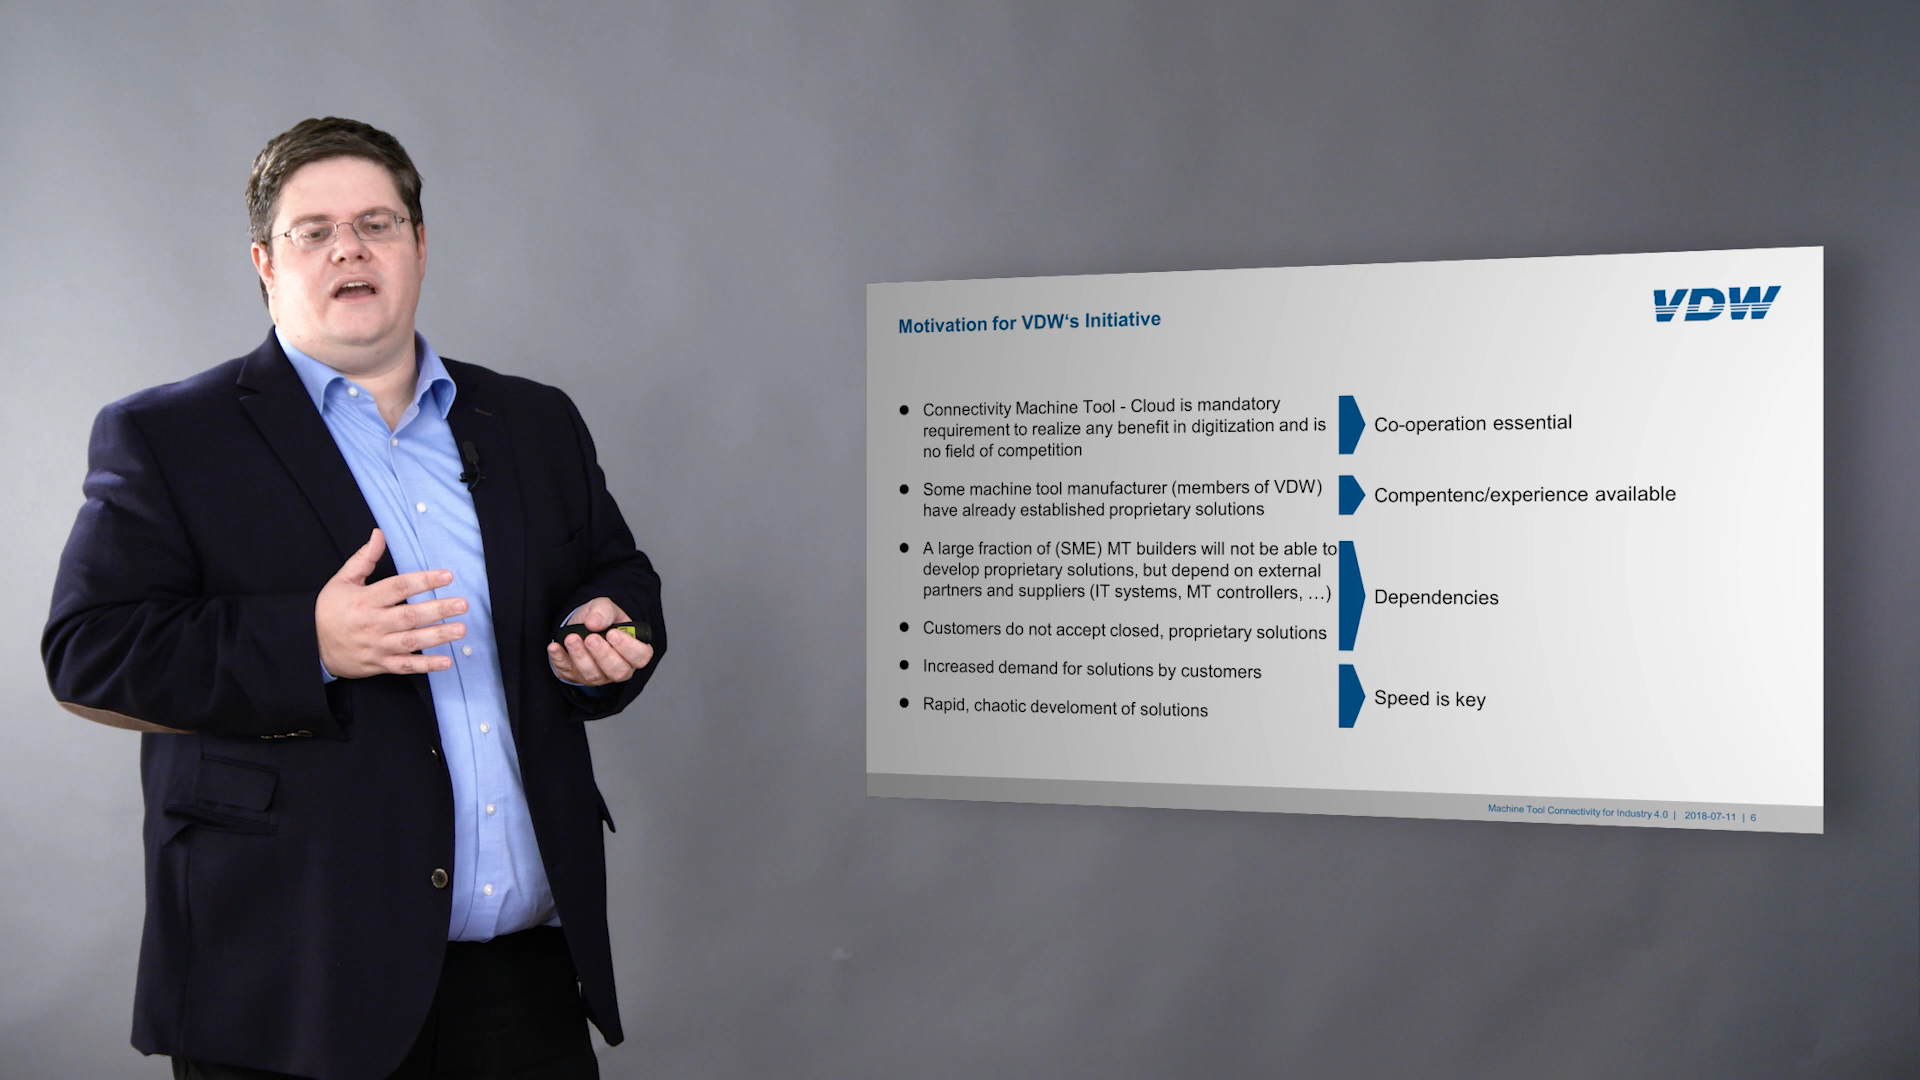 VDW
Motivation for VDW's Initiative
● Connectivity Machine Tool - Cloud is mandatory
requirement to realize any benefit in digitization and is
no field of competition
Co-operation essential
● Some machine tool manufacturer (members of VDW)
have already established proprietary solutions
Compentenc/experience available
● A large fraction of (SME) MT builders will not be able to
develop proprietary solutions, but depend on external
partners and suppliers (IT systems, MT controllers, …)
● Customers do not accept closed, proprietary solutions
Dependencies
● Increased demand for solutions by customers
● Rapid, chaotic develoment of solutions
Speed is key
Machine Tool Connectivity for Industry 4.0 | 2018-07-11 | 6